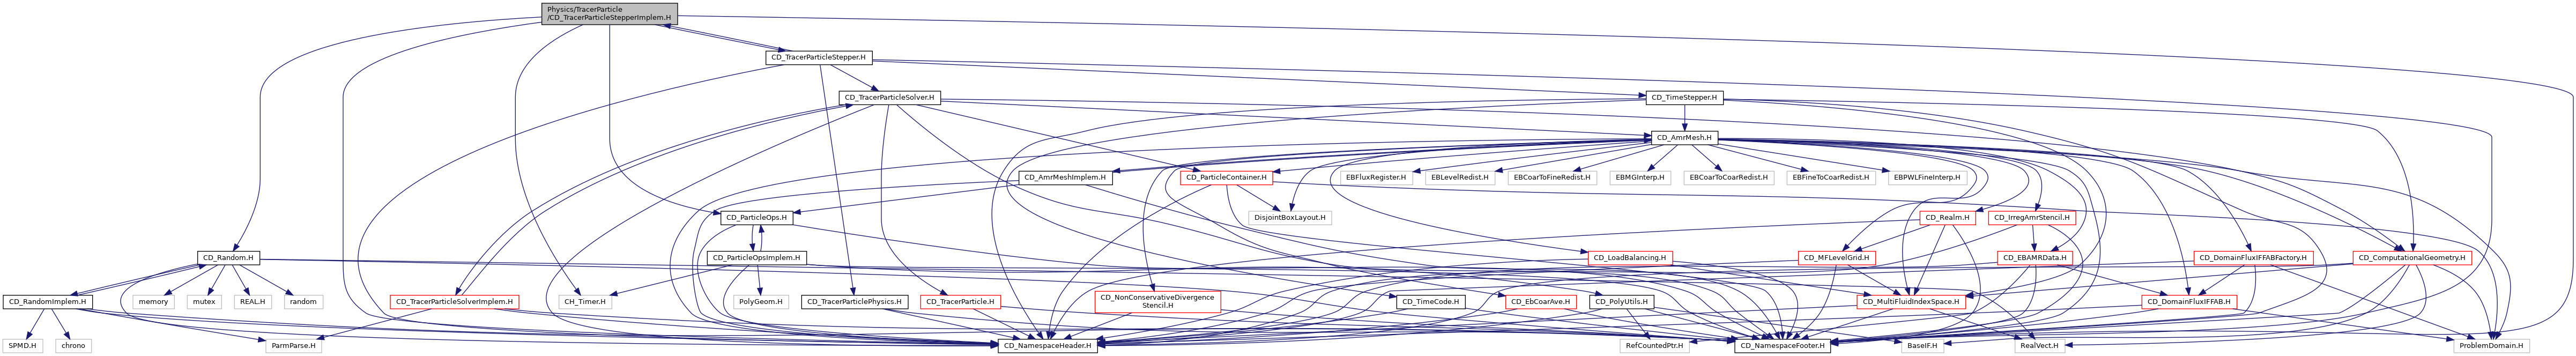 Physics/TracerParticle
/CD_TracerParticleStepperImplem.H
CD_TracerParticleStepper.H
CD_TracerParticleSolver.H
CD_TimeStepper.H
CD_AmrMesh.H
CD_AmrMeshImplem.H
CD_ParticleContainer.H
EBFluxRegister.H
EBLevelRedist.H
EBCoarToFineRedist.H
EBMGInterp.H
EBCoarToCoarRedist.H
EBFineToCoarRedist.H
EBPWLFineInterp.H
CD_ParticleOps.H
DisjointBoxLayout.H
CD_Realm.H
CD_IrregAmrStencil.H
CD_Random.H
CD_ParticleOpsImplem.H
CD_LoadBalancing.H
CD_MFLevelGrid.H
CD_EBAMRData.H
CD_DomainFluxIFFABFactory.H
CD_ComputationalGeometry.H
CD_RandomImplem.H
memory
mutex
REAL.H
random
CD_TracerParticleSolverImplem.H
CH_Timer.H
PolyGeom.H
CD_TracerParticlePhysics.H
CD_TracerParticle.H
CD_NonConservativeDivergence
Stencil.H
CD_TimeCode.H
CD_EbCoarAve.H
CD_PolyUtils.H
CD_MultiFluidIndexSpace.H
CD_DomainFluxIFFAB.H
SPMD.H
chrono
ParmParse.H
CD_NamespaceHeader.H
RefCountedPtr.H
CD_NamespaceFooter.H
BaseIF.H
RealVect.H
ProblemDomain.H